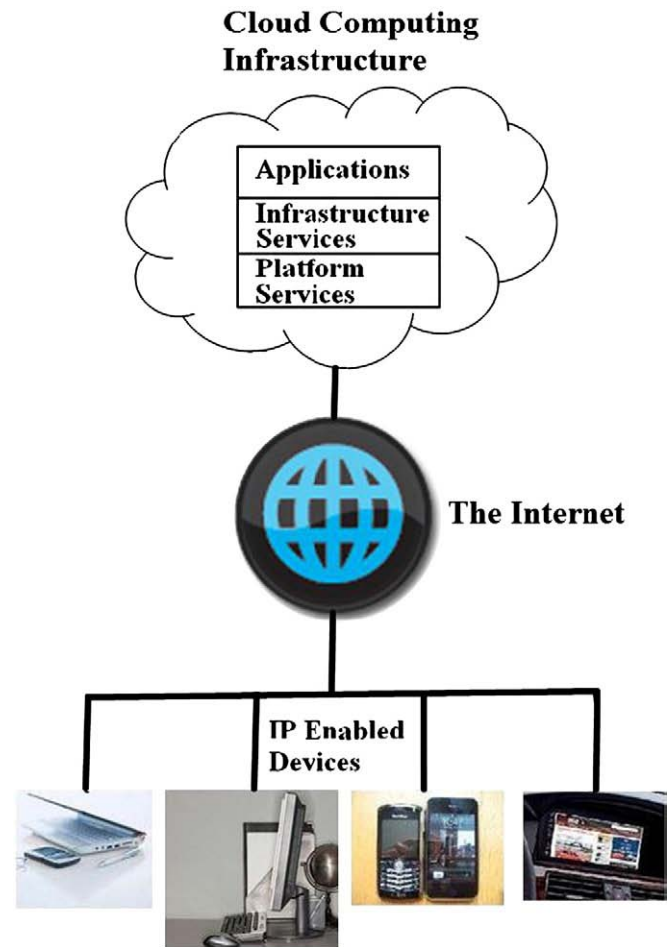 Cloud Computing
Infrastructure
Applications
Infrastructure
Services
Platform
Services
The Internet
IP Enabled
Devices